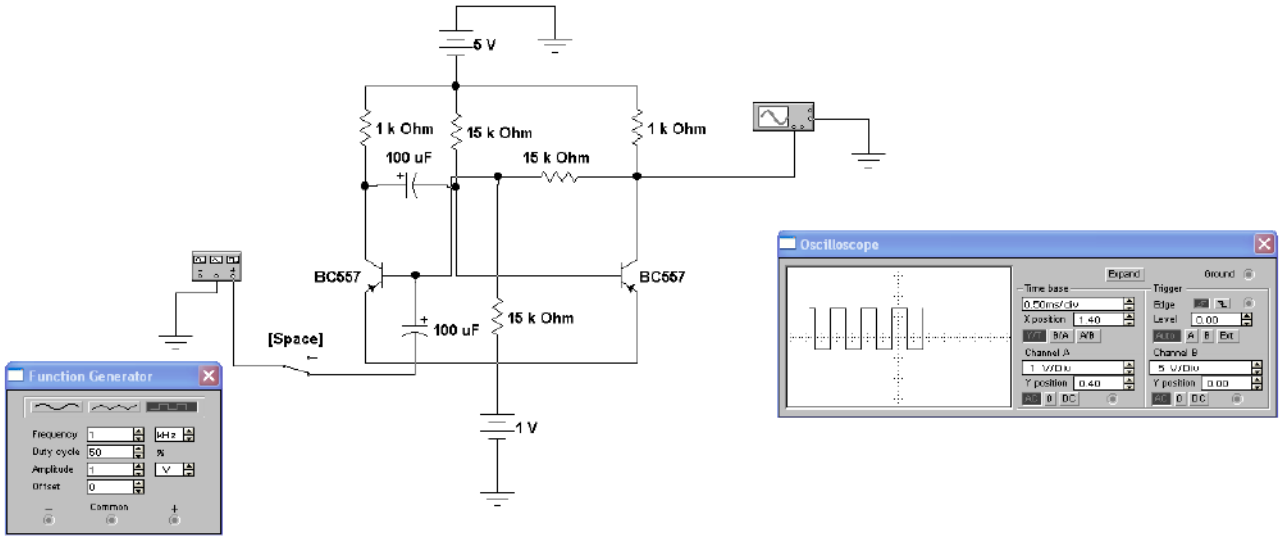 5 V
1 k Ohm
15 k Ohm
1 k Ohm
100 uF
15 k Ohm
+
BC557
BC557
+
100 uF
15 k Ohm
[Space]
1 V
Function Generator
Frequency 1 kHz
Duty cycle 50 %
Amplitude 1 V
Offset 0
− Common +
Oscilloscope
Expand
Ground
Time base
0.50ms/div
X position 1.40
Y/T B/A A/B
Trigger
Edge
Level 0.00
Auto A B Ext
Channel A
1 V/Div
Y position 0.40
AC 0 DC
Channel B
5 V/Div
Y position 0.00
AC 0 DC